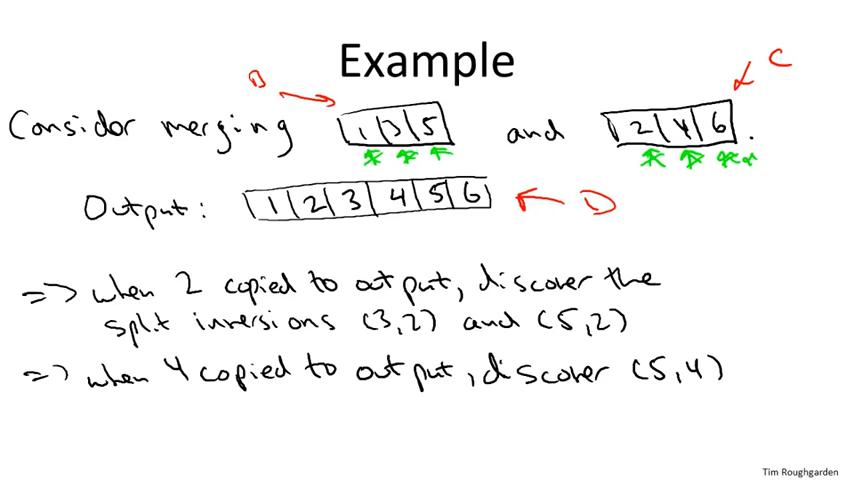 Example
B
C
Consider merging 1 3 5 and 2 4 6.
Output: 1 2 3 4 5 6
D
=> when 2 copied to output, discover the
split inversions (3,2) and (5,2)
=> when 4 copied to output, discover (5,4)
Tim Roughgarden